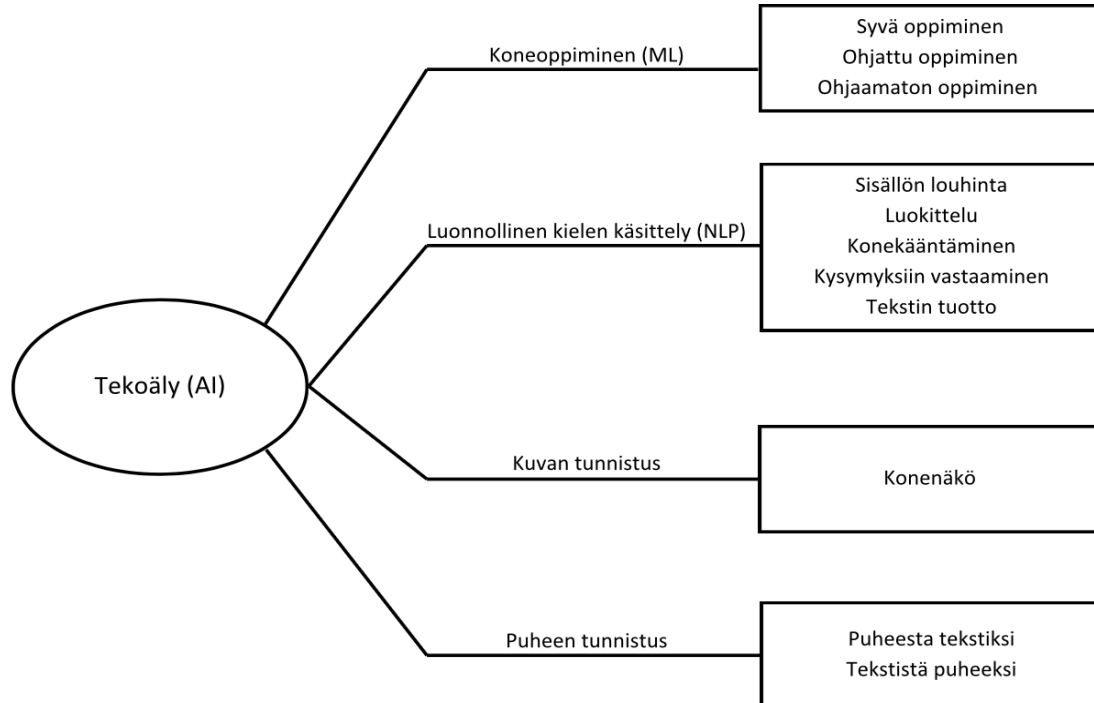 Tekoäly (AI)
Koneoppiminen (ML)
Syvä oppiminen
Ohjattu oppiminen
Ohjaamaton oppiminen
Luonnollinen kielen käsittely (NLP)
Sisällön louhinta
Luokittelu
Konekääntäminen
Kysymyksiin vastaaminen
Tekstin tuotto
Kuvan tunnistus
Konenäkö
Puheen tunnistus
Puheesta tekstiksi
Tekstistä puheeksi